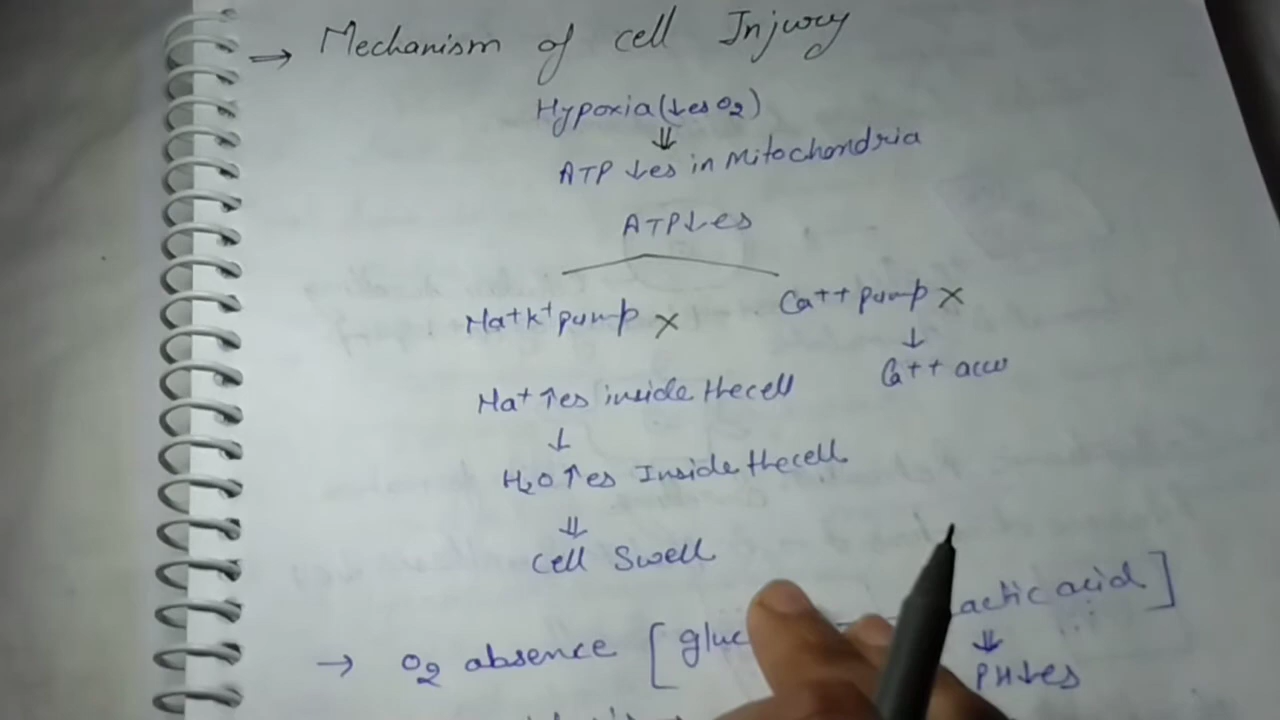 → Mechanism of cell Injury
Hypoxia (↓es O2)
⇓
ATP ↓es in Mitochondria
ATP↓es
Na+k+ pump × Ca++ pump ×
↓
Na+ ↑es inside the cell Ca++ accu
↓
H2O ↑es Inside the cell
⇓
Cell Swell
→ O2 absence [gluc actic acid]
⇓
PH↓es